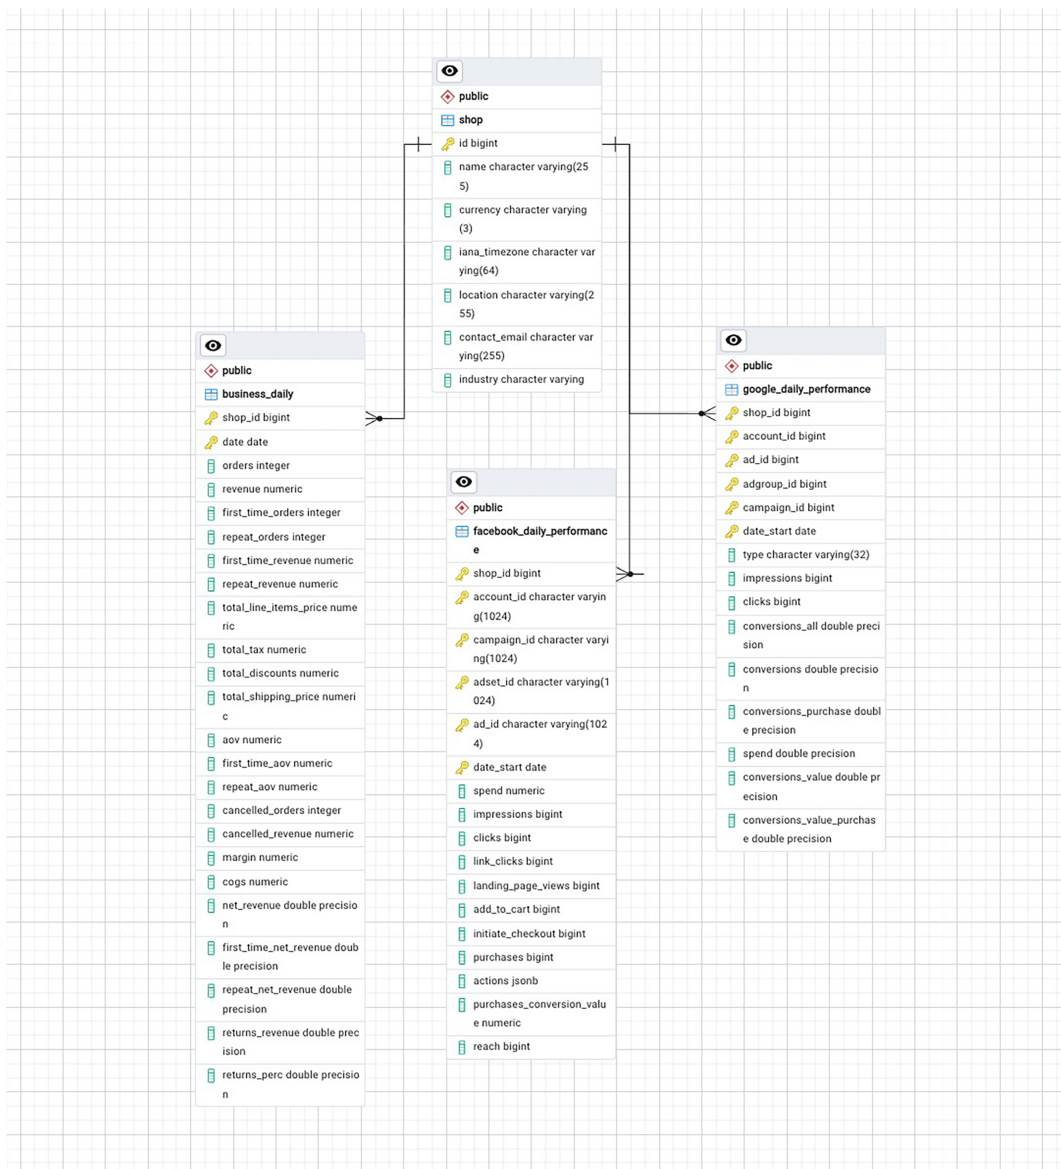 public
shop
id bigint
name character varying(25
5)
currency character varying
(3)
iana_timezone character var
ying(64)
location character varying(2
55)
contact_email character var
ying(255)
industry character varying
public
business_daily
shop_id bigint
date date
orders integer
revenue numeric
first_time_orders integer
repeat_orders integer
first_time_revenue numeric
repeat_revenue numeric
total_line_items_price nume
ric
total_tax numeric
total_discounts numeric
total_shipping_price numeri
c
aov numeric
first_time_aov numeric
repeat_aov numeric
cancelled_orders integer
cancelled_revenue numeric
margin numeric
cogs numeric
net_revenue double precisio
n
first_time_net_revenue doub
le precision
repeat_net_revenue double
precision
returns_revenue double prec
ision
returns_perc double precisio
n
public
facebook_daily_performanc
e
shop_id bigint
account_id character varyin
g(1024)
campaign_id character varyi
ng(1024)
adset_id character varying(1
024)
ad_id character varying(102
4)
date_start date
spend numeric
impressions bigint
clicks bigint
link_clicks bigint
landing_page_views bigint
add_to_cart bigint
initiate_checkout bigint
purchases bigint
actions jsonb
purchases_conversion_valu
e numeric
reach bigint
public
google_daily_performance
shop_id bigint
account_id bigint
ad_id bigint
adgroup_id bigint
campaign_id bigint
date_start date
type character varying(32)
impressions bigint
clicks bigint
conversions_all double preci
sion
conversions double precisio
n
conversions_purchase doubl
e precision
spend double precision
conversions_value double pr
ecision
conversions_value_purchas
e double precision